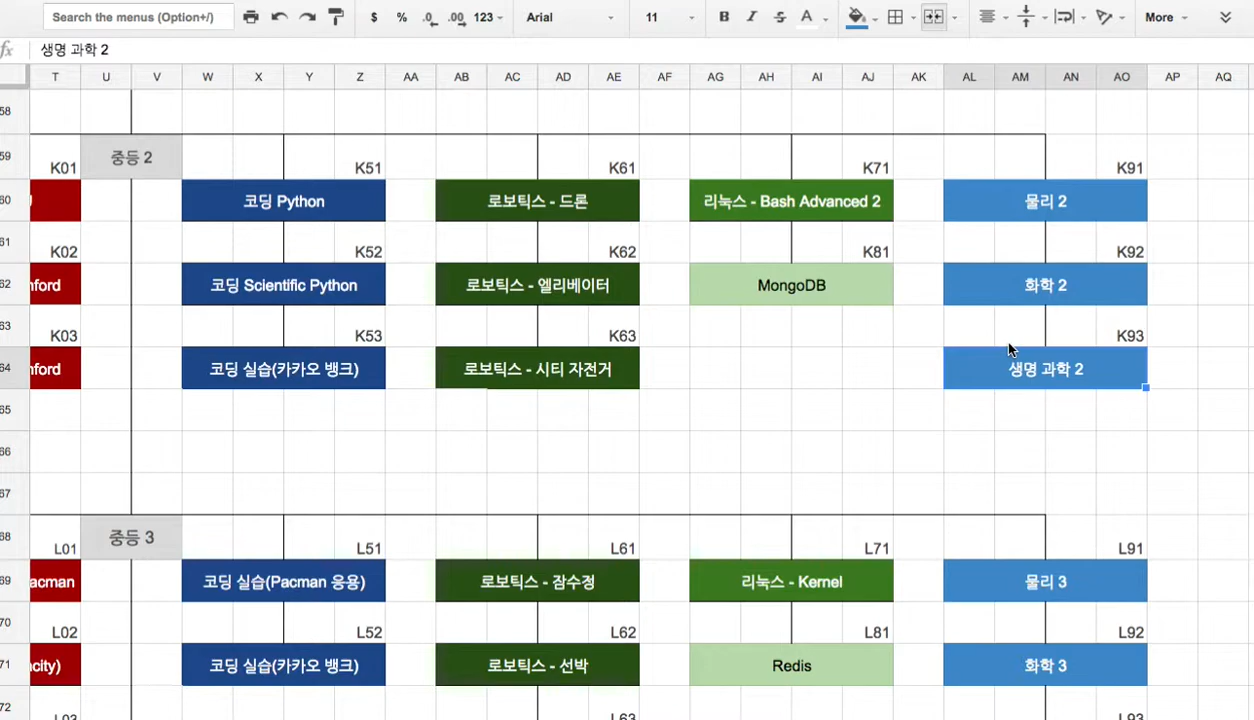 Search the menus (Option+/) $ % .0 .00 123 Arial 11 B I S A More
fx 생명 과학 2
T U V W X Y Z AA AB AC AD AE AF AG AH AI AJ AK AL AM AN AO AP AQ
58
59 K01 중등 2 K51 K61 K71 K91
60 코딩 Python 로보틱스 - 드론 리눅스 - Bash Advanced 2 물리 2
61 K02 K52 K62 K81 K92
62 nford 코딩 Scientific Python 로보틱스 - 엘리베이터 MongoDB 화학 2
63 K03 K53 K63 K93
64 nford 코딩 실습(카카오 뱅크) 로보틱스 - 시티 자전거 생명 과학 2
65
66
67
68 L01 중등 3 L51 L61 L71 L91
69 acman 코딩 실습(Pacman 응용) 로보틱스 - 잠수정 리눅스 - Kernel 물리 3
70 L02 L52 L62 L81 L92
71 city) 코딩 실습(카카오 뱅크) 로보틱스 - 선박 Redis 화학 3
72 L03 L63 L93